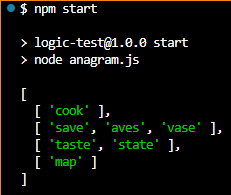 $ npm start
> logic-test@1.0.0 start
> node anagram.js
[
[ 'cook' ],
[ 'save', 'aves', 'vase' ],
[ 'taste', 'state' ],
[ 'map' ]
]